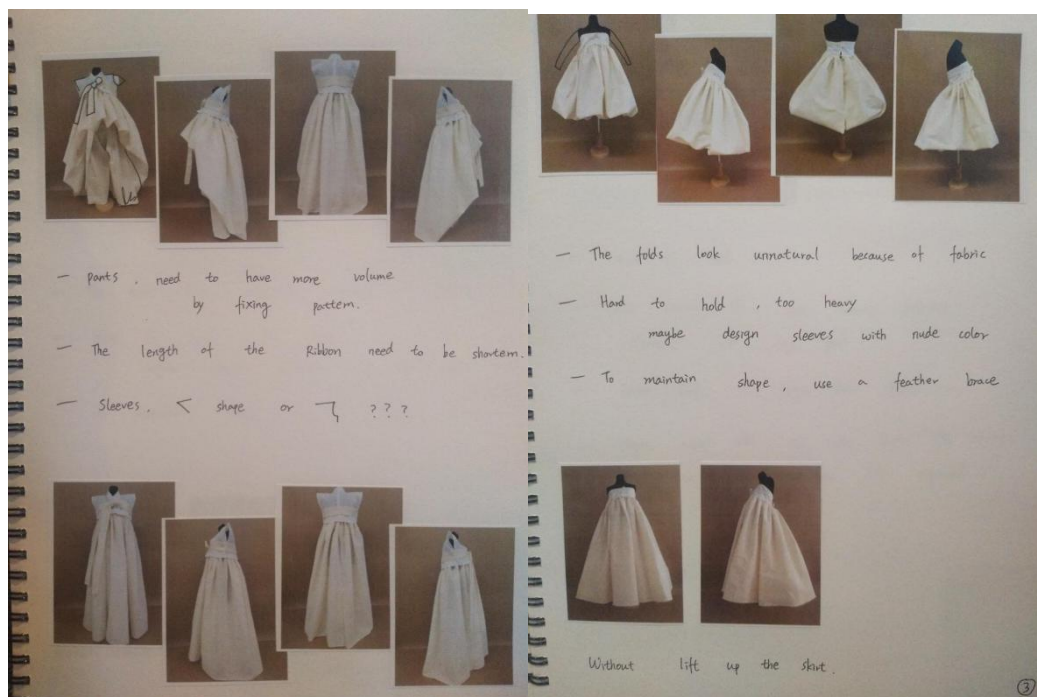 — pants, need to have more volume
by fixing pattern.
— The length of the Ribbon need to be shortem.
— Sleeves, < shape or ㄱ ? ? ?
— The folds look unnatural because of fabric
— Hard to hold, too heavy
maybe design sleeves with nude color
— To maintain shape, use a feather brace
Without lift up the skirt.
③